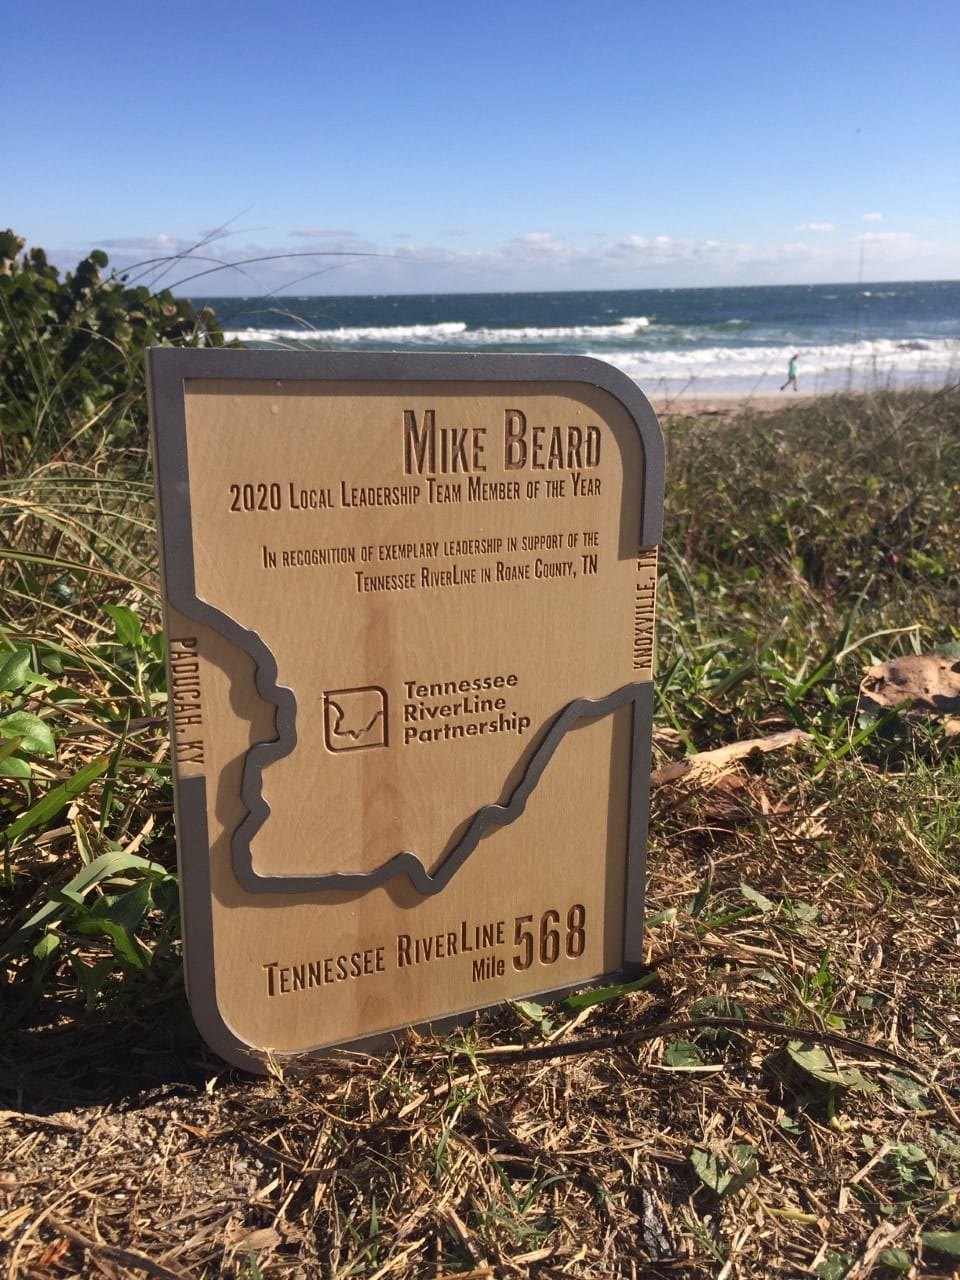 Mike Beard
2020 Local Leadership Team Member of the Year
In recognition of exemplary leadership in support of the
Tennessee RiverLine in Roane County, TN
KNOXVILLE, TN
PADUCAH, KY
Tennessee
RiverLine
Partnership
Tennessee RiverLine
Mile 568